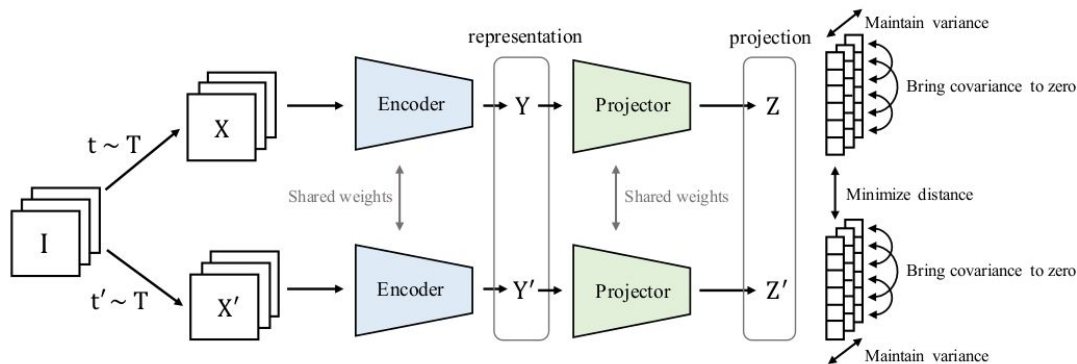 Maintain variance
representation
projection
Encoder
Y
Projector
Z
X
Bring covariance to zero
t ~ T
Shared weights
Shared weights
Minimize distance
I
t′ ~ T
X′
Encoder
Y′
Projector
Z′
Bring covariance to zero
Maintain variance